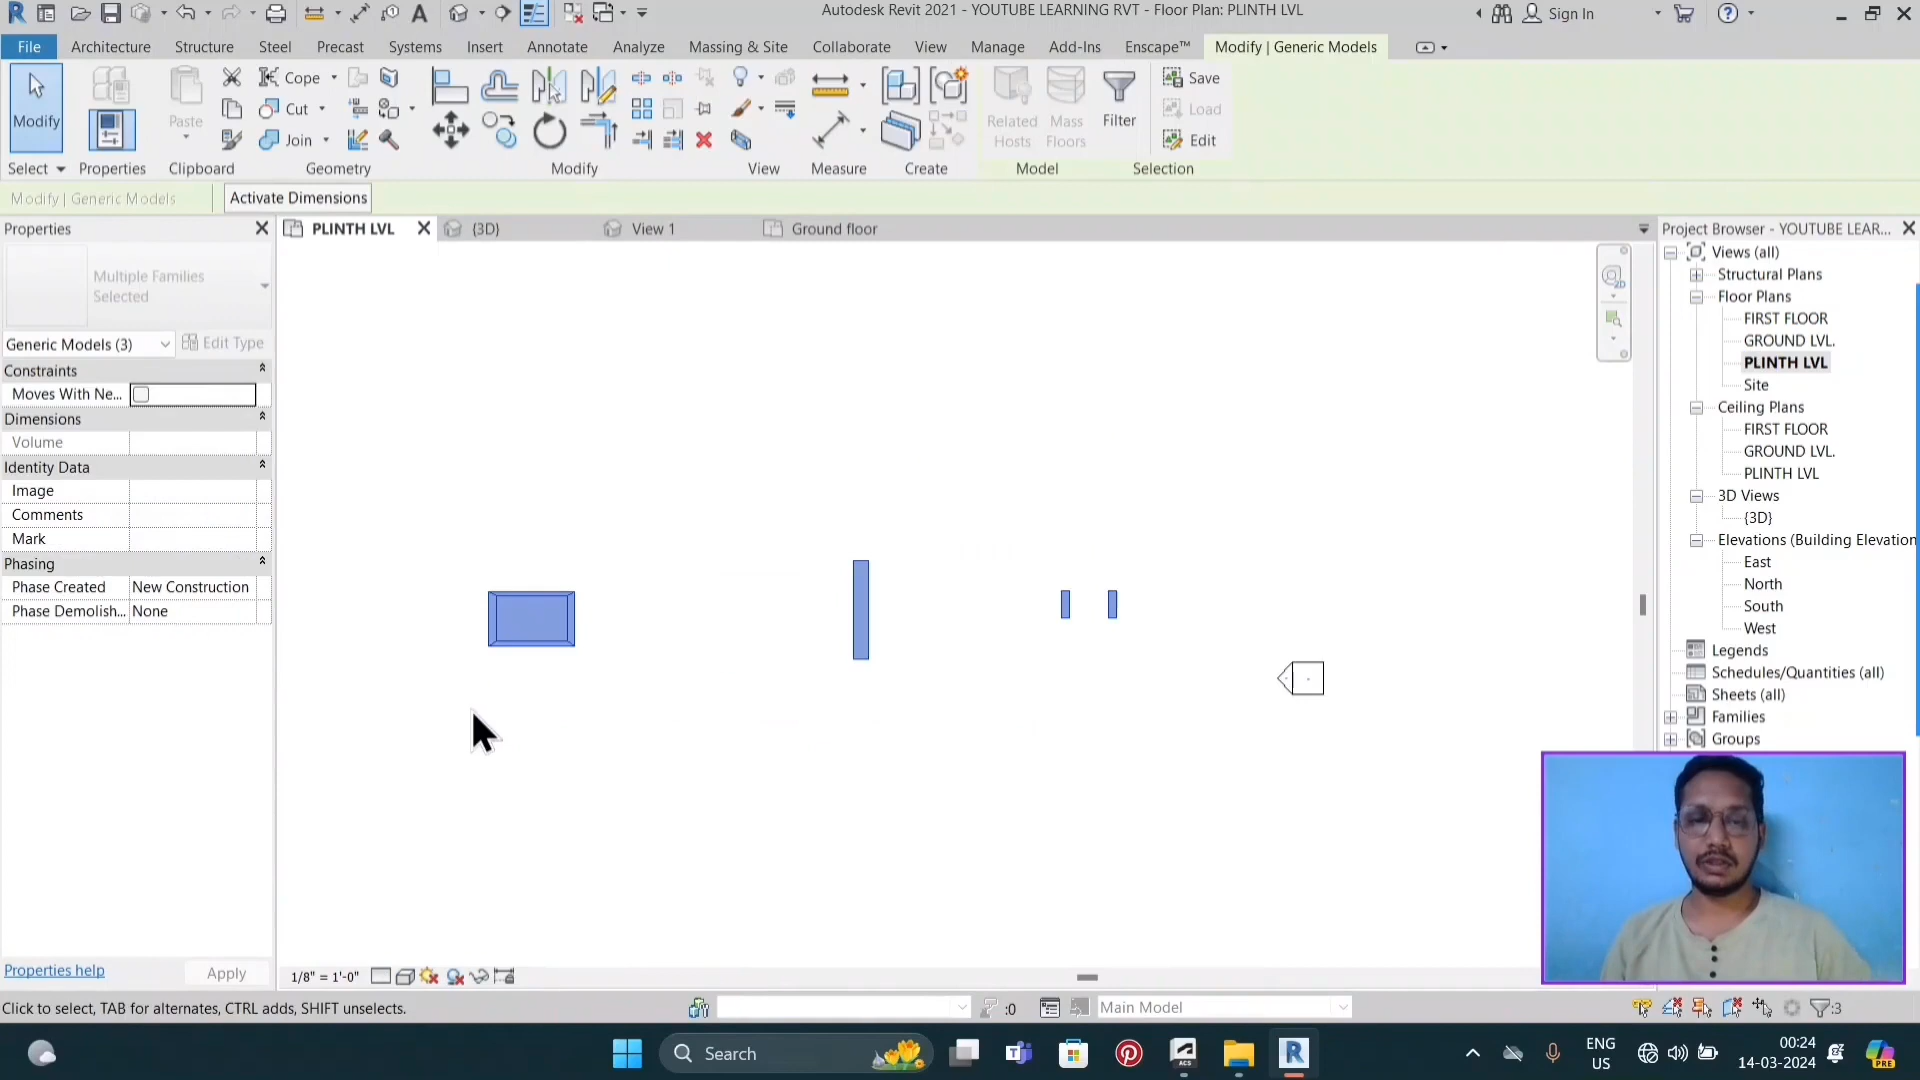 Autodesk Revit 2021 - YOUTUBE LEARNING RVT - Floor Plan: PLINTH LVL
Sign In
File
Architecture
Structure
Steel
Precast
Systems
Insert
Annotate
Analyze
Massing & Site
Collaborate
View
Manage
Add-Ins
Enscape™
Modify | Generic Models
Modify
Paste
Cope
Cut
Join
Related Hosts
Mass Floors
Filter
Save
Load
Edit
Select
Properties
Clipboard
Geometry
Modify
View
Measure
Create
Model
Selection
Modify | Generic Models
Activate Dimensions
Properties
PLINTH LVL
{3D}
View 1
Ground floor
Project Browser - YOUTUBE LEAR...
Multiple Families
Selected
Generic Models (3)
Edit Type
Constraints
Moves With Ne...
Dimensions
Volume
Identity Data
Image
Comments
Mark
Phasing
Phase Created
New Construction
Phase Demolish...
None
Properties help
Apply
Views (all)
Structural Plans
Floor Plans
FIRST FLOOR
GROUND LVL.
PLINTH LVL
Site
Ceiling Plans
FIRST FLOOR
GROUND LVL.
PLINTH LVL
3D Views
{3D}
Elevations (Building Elevation
East
North
South
West
Legends
Schedules/Quantities (all)
Sheets (all)
Families
Groups
1/8" = 1'-0"
Click to select, TAB for alternates, CTRL adds, SHIFT unselects.
:0
Main Model
:3
Search
ENG
US
00:24
14-03-2024